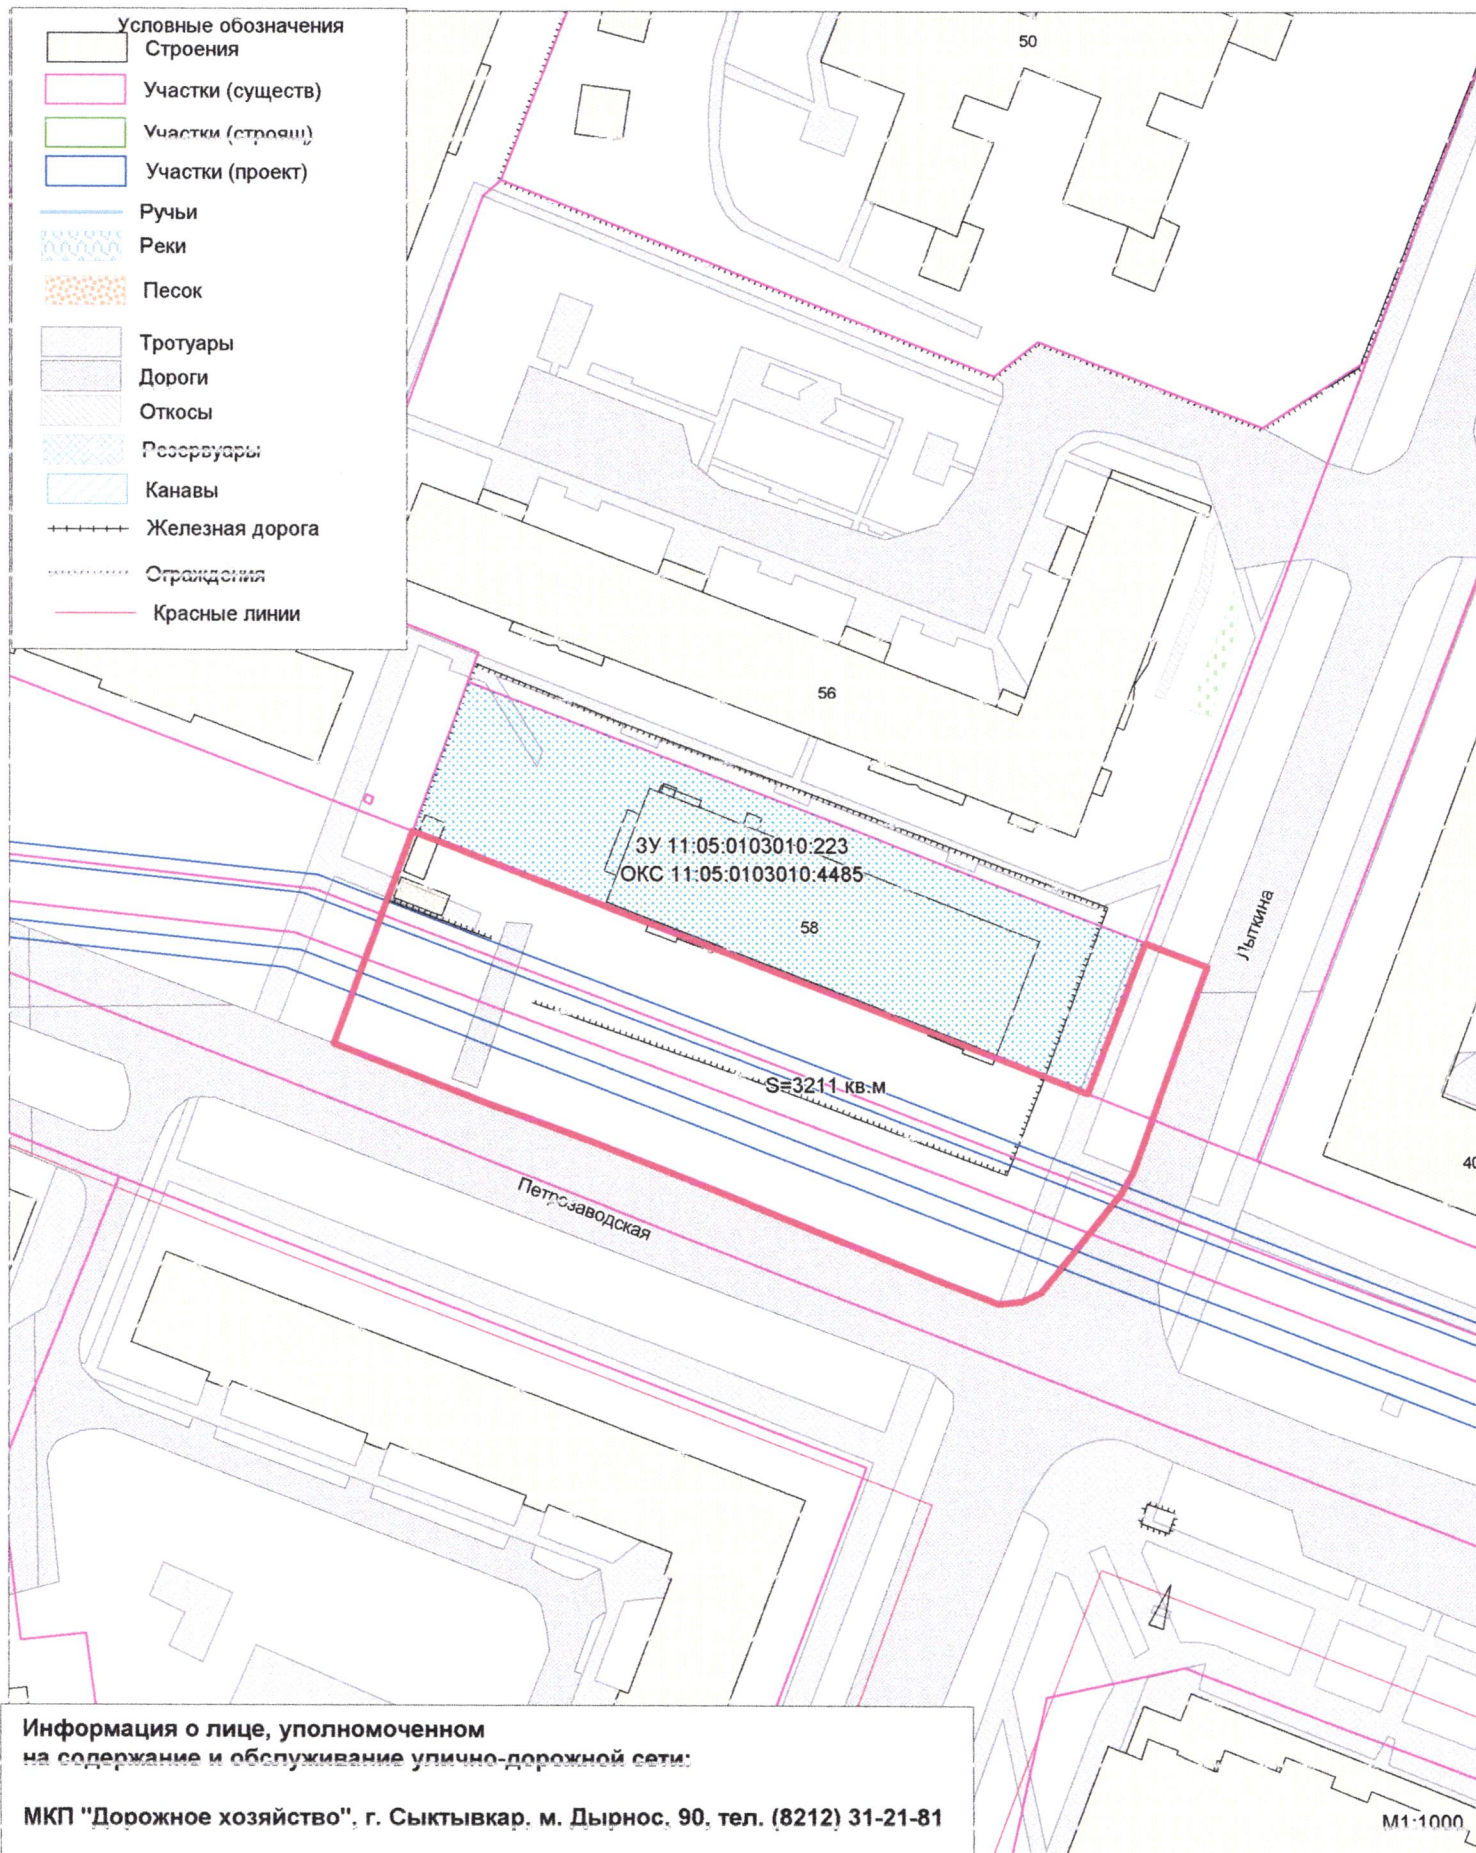 Условные обозначения
Строения
Участки (существ)
Участки (строящ)
Участки (проект)
Ручьи
Реки
Песок
Тротуары
Дороги
Откосы
Резервуары
Канавы
Железная дорога
Ограждения
Красные линии
50
56
ЗУ 11:05:0103010:223
ОКС 11:05:0103010:4485
58
Лыткина
S=3211 кв.м
40
Петрозаводская
Информация о лице, уполномоченном
на содержание и обслуживание улично-дорожной сети:
МКП "Дорожное хозяйство", г. Сыктывкар, м. Дырнос, 90, тел. (8212) 31-21-81
М1:1000